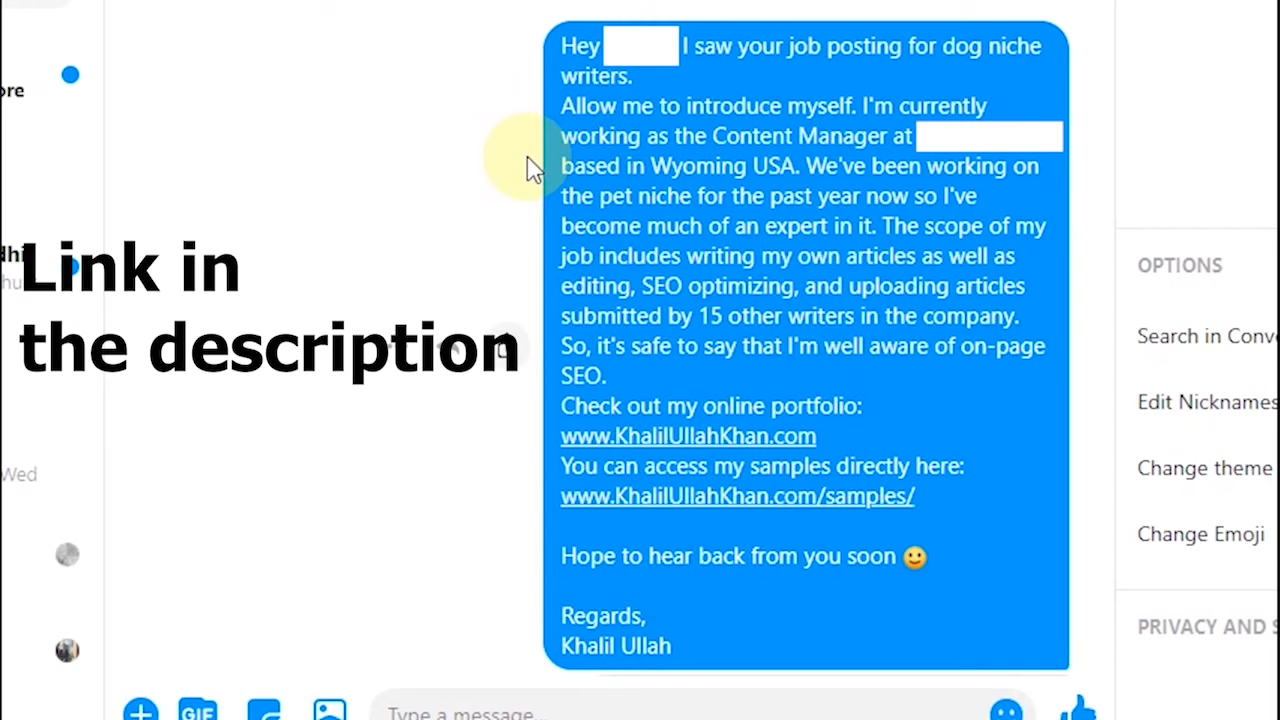 Hey I saw your job posting for dog niche
writers.
Allow me to introduce myself. I'm currently
working as the Content Manager at
based in Wyoming USA. We've been working on
the pet niche for the past year now so I've
become much of an expert in it. The scope of my
job includes writing my own articles as well as
editing, SEO optimizing, and uploading articles
submitted by 15 other writers in the company.
So, it's safe to say that I'm well aware of on-page
SEO.
Check out my online portfolio:
www.KhalilUllahKhan.com
You can access my samples directly here:
www.KhalilUllahKhan.com/samples/
Hope to hear back from you soon 🙂
Regards,
Khalil Ullah
Link in
the description
ore
Wed
OPTIONS
Search in Conv
Edit Nicknames
Change theme
Change Emoji
PRIVACY AND S
GIF
Type a message...